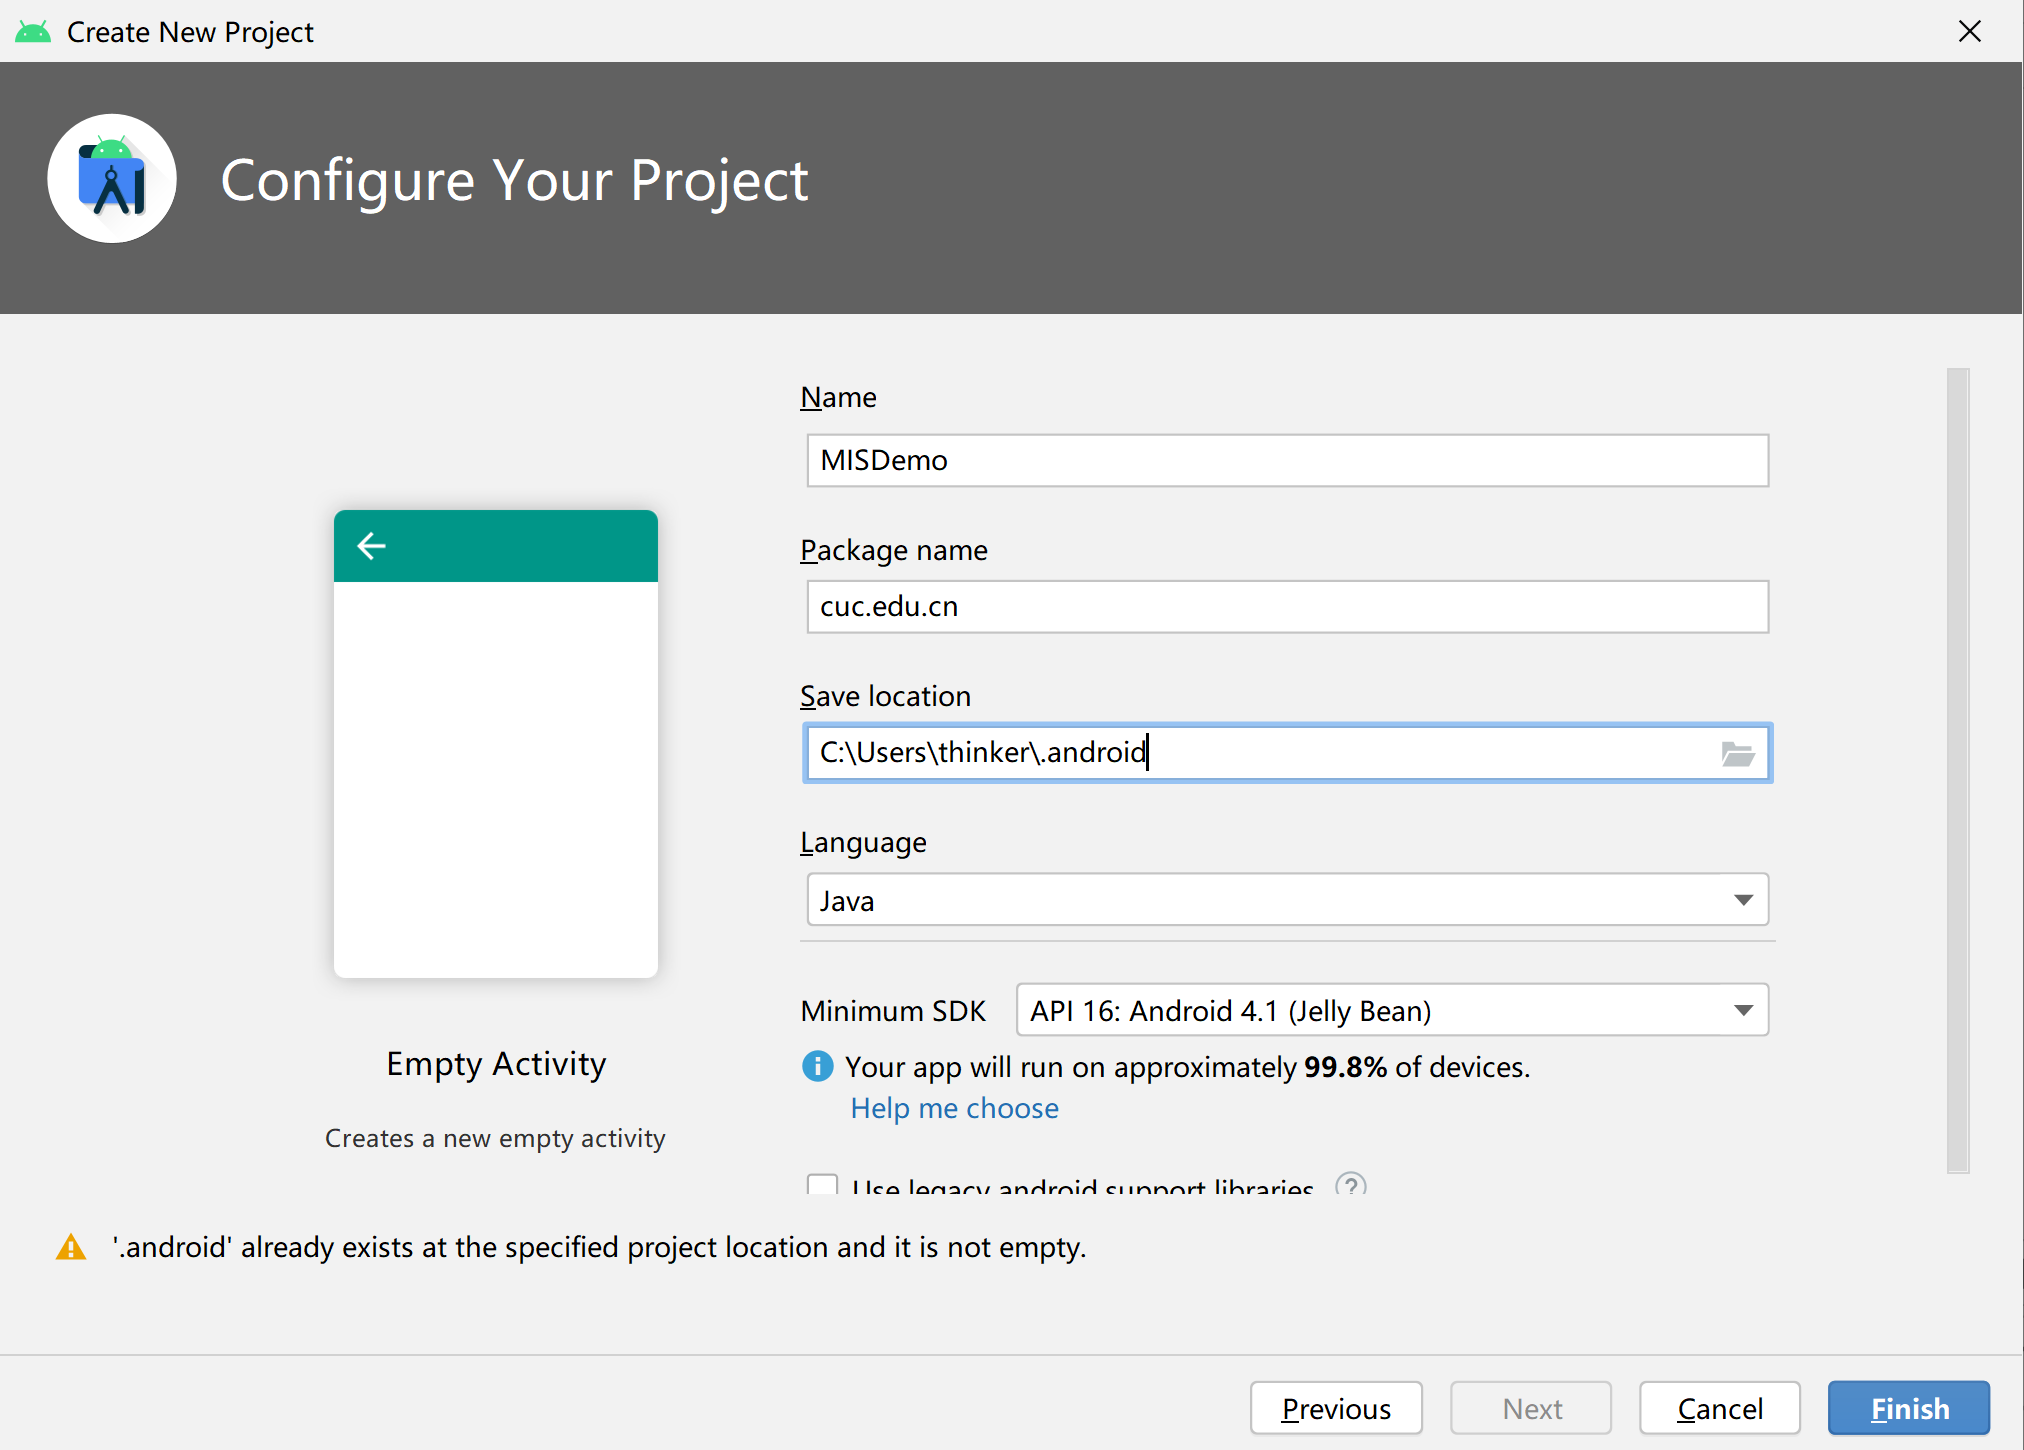 Create New Project
Configure Your Project
Name
MISDemo
Package name
cuc.edu.cn
Save location
C:\Users\thinker\.android
Language
Java
Minimum SDK
API 16: Android 4.1 (Jelly Bean)
Your app will run on approximately 99.8% of devices.
Help me choose
Use legacy android support libraries
?
Empty Activity
Creates a new empty activity
'.android' already exists at the specified project location and it is not empty.
Previous
Next
Cancel
Finish